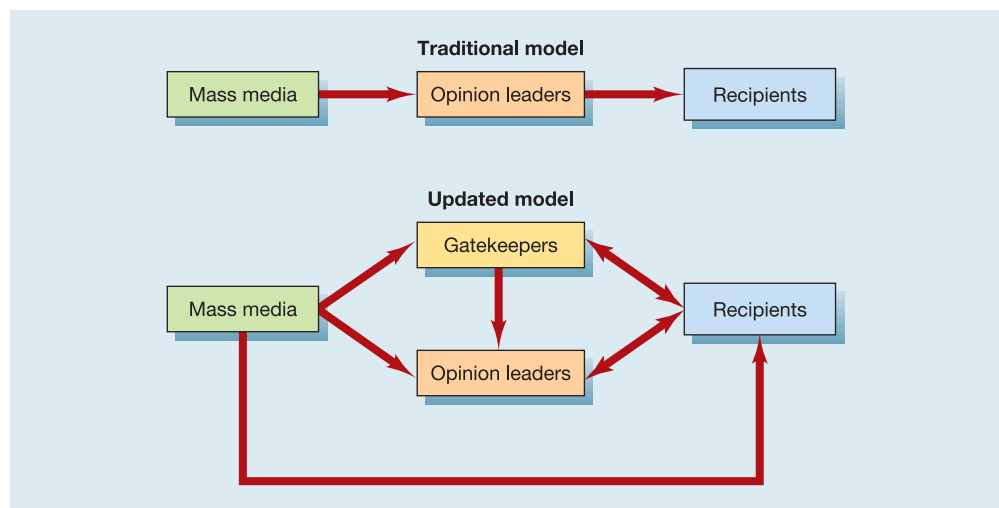 Traditional model
Mass media
Opinion leaders
Recipients
Updated model
Gatekeepers
Mass media
Recipients
Opinion leaders